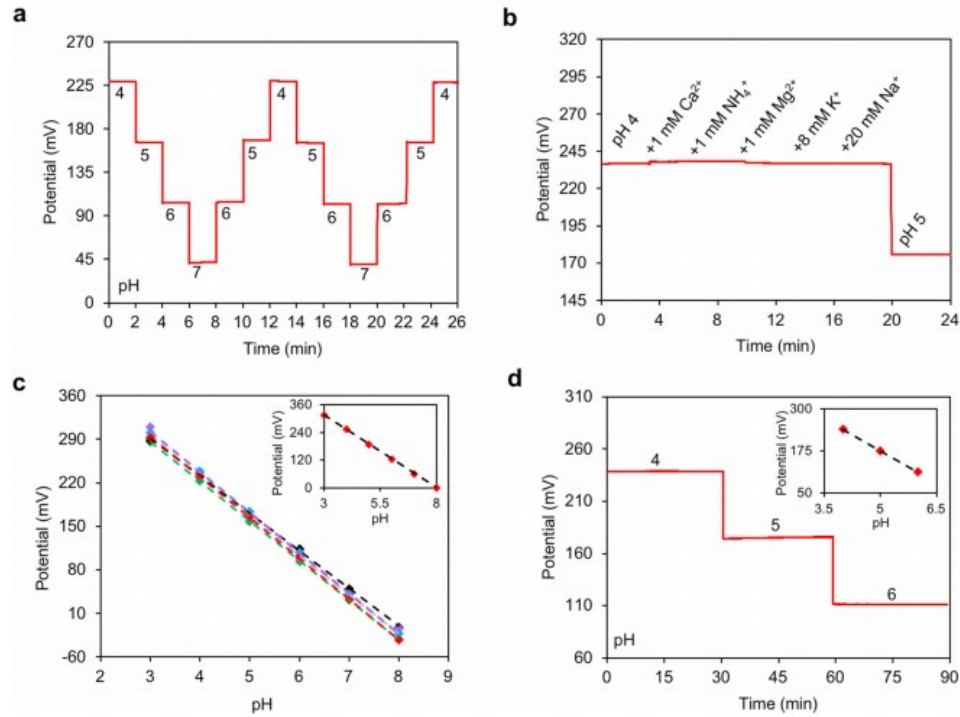 a
270
225
180
135
90
45
0
Potential (mV)
4
5
6
7
6
5
4
5
6
7
6
5
4
pH
0 2 4 6 8 10 12 14 16 18 20 22 24 26
Time (min)
b
320
295
270
245
220
195
170
145
Potential (mV)
pH 4
+1 mM Ca²⁺
+1 mM NH₄⁺
+1 mM Mg²⁺
+8 mM K⁺
+20 mM Na⁺
pH 5
0 4 8 12 16 20 24
Time (min)
c
360
290
220
150
80
10
-60
Potential (mV)
2 3 4 5 6 7 8 9
pH
360
240
120
0
Potential (mV)
3 5.5 8
pH
d
310
260
210
160
110
60
Potential (mV)
4
5
6
pH
0 15 30 45 60 75 90
Time (min)
300
175
50
Potential (mV)
3.5 5 6.5
pH